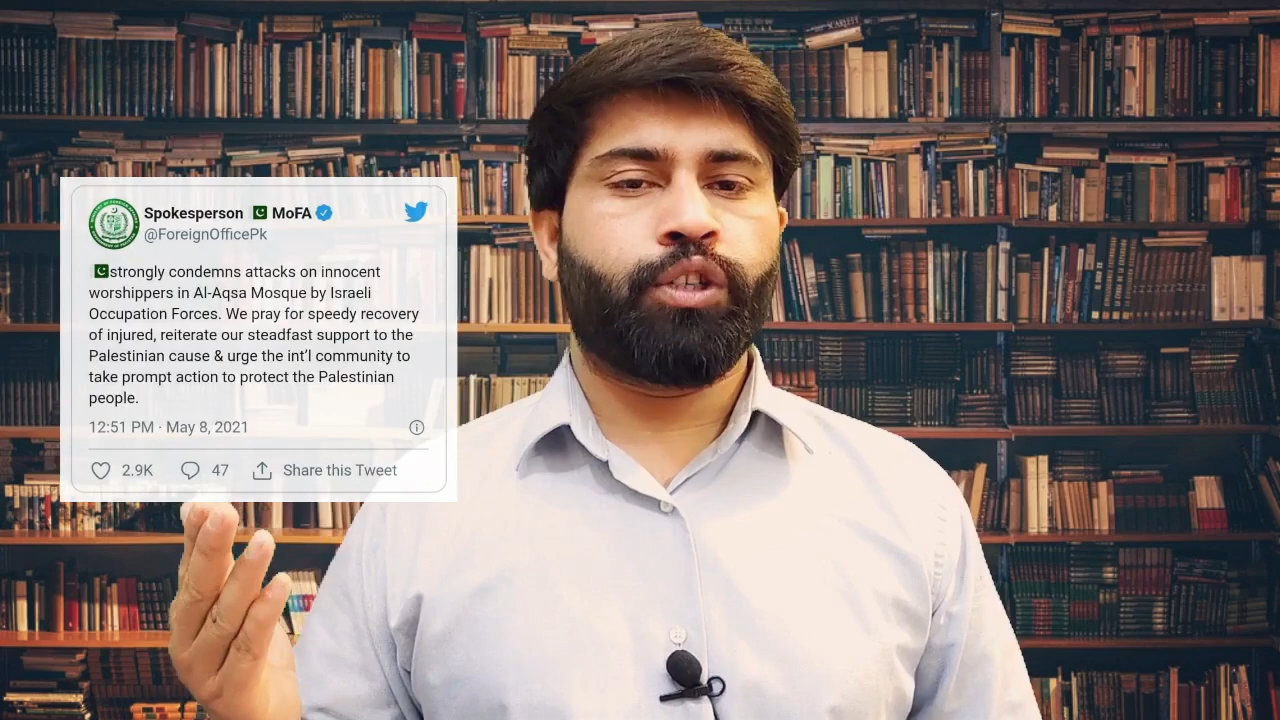 Spokesperson 🇵🇰 MoFA
@ForeignOfficePk
🇵🇰strongly condemns attacks on innocent
worshippers in Al-Aqsa Mosque by Israeli
Occupation Forces. We pray for speedy recovery
of injured, reiterate our steadfast support to the
Palestinian cause & urge the int’l community to
take prompt action to protect the Palestinian
people.
12:51 PM · May 8, 2021
2.9K 47 Share this Tweet